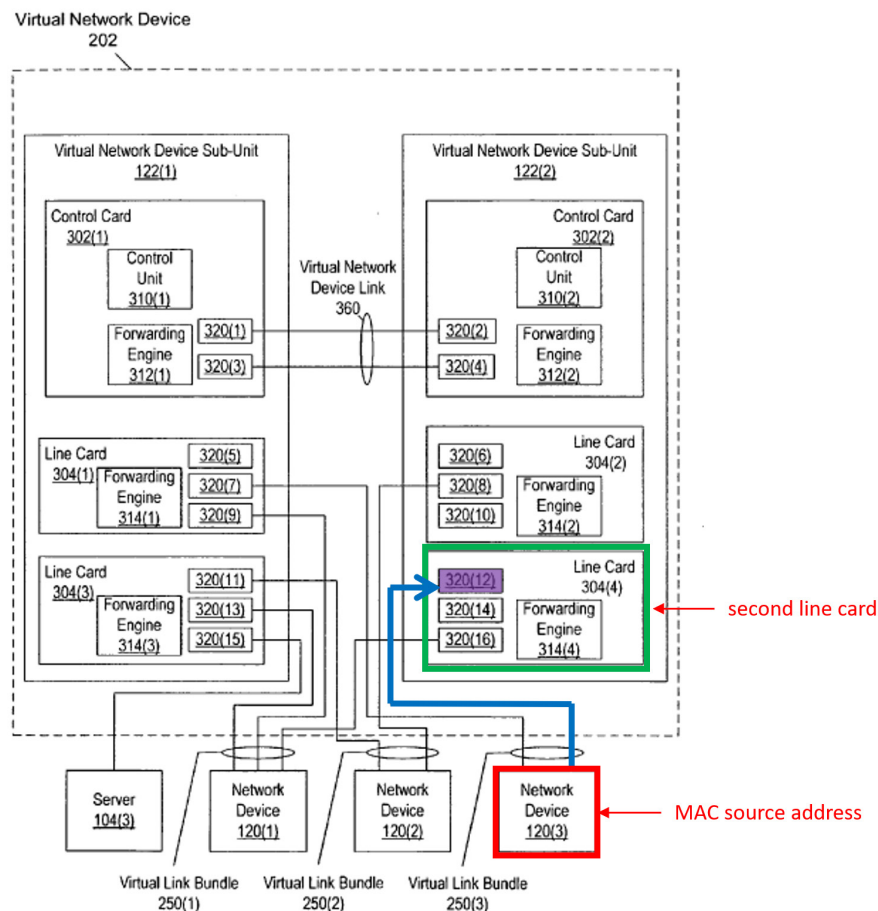 Virtual Network Device
202
Virtual Network Device Sub-Unit
122(1)
Control Card
302(1)
Control
Unit
310(1)
Forwarding
Engine
312(1)
320(1)
320(3)
Virtual Network
Device Link
360
Virtual Network Device Sub-Unit
122(2)
Control Card
302(2)
Control
Unit
310(2)
320(2)
320(4)
Forwarding
Engine
312(2)
Line Card
304(1)
Forwarding
Engine
314(1)
320(5)
320(7)
320(9)
Line Card
304(2)
320(6)
320(8)
320(10)
Forwarding
Engine
314(2)
Line Card
304(3)
Forwarding
Engine
314(3)
320(11)
320(13)
320(15)
Line Card
304(4)
320(12)
320(14)
320(16)
Forwarding
Engine
314(4)
second line card
Server
104(3)
Network
Device
120(1)
Network
Device
120(2)
Network
Device
120(3)
MAC source address
Virtual Link Bundle
250(1)
Virtual Link Bundle
250(2)
Virtual Link Bundle
250(3)